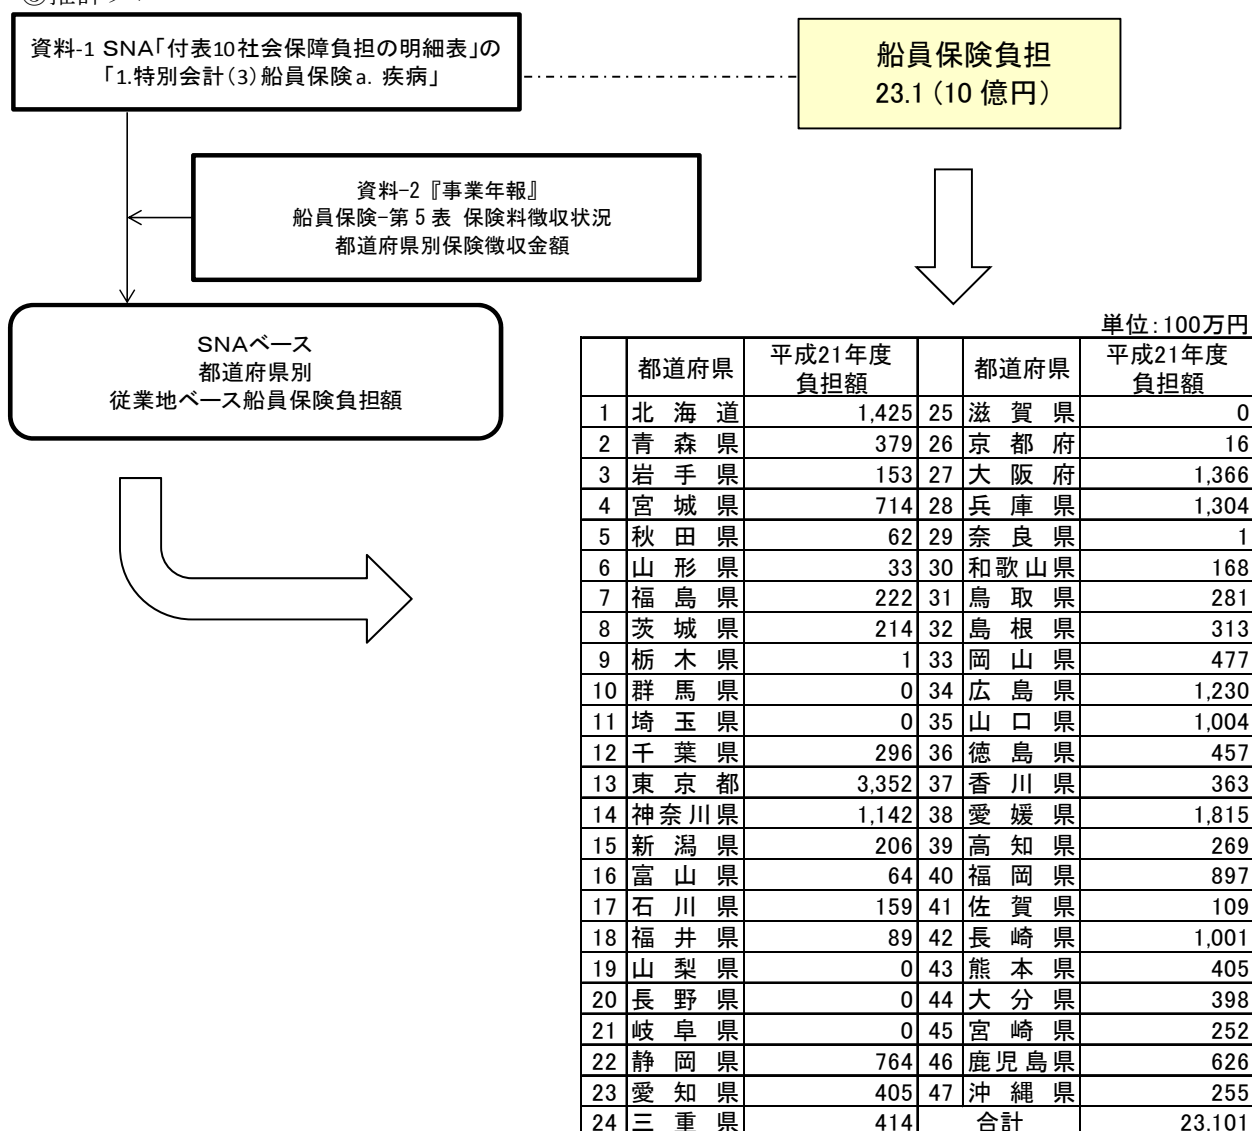 資料-1 SNA「付表10社会保障負担の明細表」の
「1.特別会計(3)船員保険a. 疾病」
船員保険負担
23.1(10 億円)
資料-2『事業年報』
船員保険-第5表 保険料徴収状況
都道府県別保険徴収金額
SNAベース
都道府県別
従業地ベース船員保険負担額
単位:100万円
都道府県 平成21年度 負担額 都道府県 平成21年度 負担額
1 北海道 1,425 25 滋賀県 0
2 青森県 379 26 京都府 16
3 岩手県 153 27 大阪府 1,366
4 宮城県 714 28 兵庫県 1,304
5 秋田県 62 29 奈良県 1
6 山形県 33 30 和歌山県 168
7 福島県 222 31 鳥取県 281
8 茨城県 214 32 島根県 313
9 栃木県 1 33 岡山県 477
10 群馬県 0 34 広島県 1,230
11 埼玉県 0 35 山口県 1,004
12 千葉県 296 36 徳島県 457
13 東京都 3,352 37 香川県 363
14 神奈川県 1,142 38 愛媛県 1,815
15 新潟県 206 39 高知県 269
16 富山県 64 40 福岡県 897
17 石川県 159 41 佐賀県 109
18 福井県 89 42 長崎県 1,001
19 山梨県 0 43 熊本県 405
20 長野県 0 44 大分県 398
21 岐阜県 0 45 宮崎県 252
22 静岡県 764 46 鹿児島県 626
23 愛知県 405 47 沖縄県 255
24 三重県 414 合計 23,101